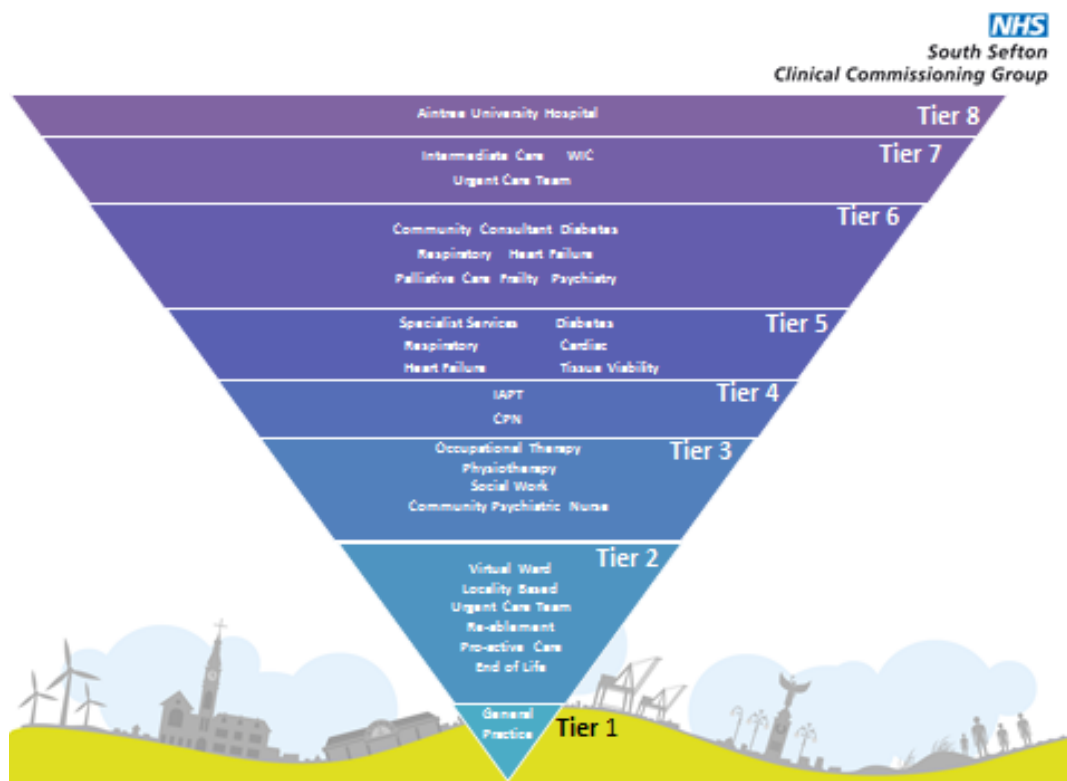 NHS
South Sefton
Clinical Commissioning Group
Aintree University Hospital
Tier 8
Intermediate Care WIC
Tier 7
Urgent Care Team
Tier 6
Community Consultant Diabetes
Respiratory Heart Failure
Palliative Care Frailty Psychiatry
Specialist Services Diabetes
Tier 5
Respiratory Cardiac
Heart Failure Tissue Viability
IAPT
Tier 4
CPN
Occupational Therapy
Tier 3
Physiotherapy
Social Work
Community Psychiatric Nurse
Tier 2
Virtual Ward
Locality Based
Urgent Care Team
Re-ablement
Pro-active Care
End of Life
General
Practice
Tier 1